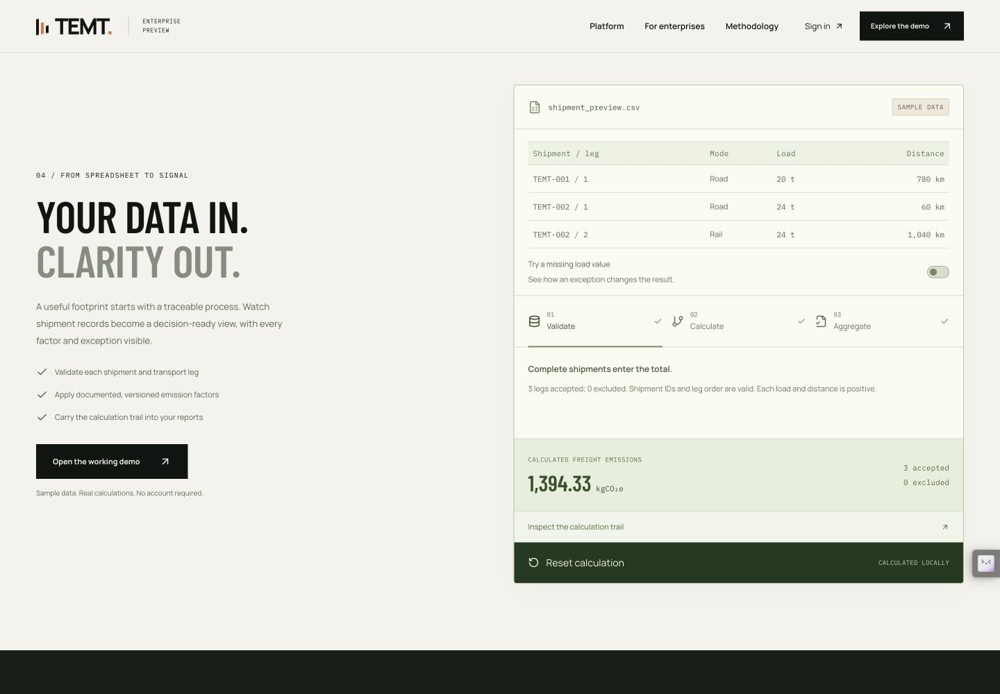 TEMT.
ENTERPRISE
PREVIEW
Platform
For enterprises
Methodology
Sign in
Explore the demo
04 / FROM SPREADSHEET TO SIGNAL
YOUR DATA IN.
CLARITY OUT.
A useful footprint starts with a traceable process. Watch
shipment records become a decision-ready view, with every
factor and exception visible.
Validate each shipment and transport leg
Apply documented, versioned emission factors
Carry the calculation trail into your reports
Open the working demo
Sample data. Real calculations. No account required.
shipment_preview.csv
SAMPLE DATA
Shipment / leg Mode Load Distance
TEMT-001 / 1 Road 20 t 780 km
TEMT-002 / 1 Road 24 t 60 km
TEMT-002 / 2 Rail 24 t 1,040 km
Try a missing load value
See how an exception changes the result.
01
Validate
02
Calculate
03
Aggregate
Complete shipments enter the total.
3 legs accepted; 0 excluded. Shipment IDs and leg order are valid. Each load and distance is positive.
CALCULATED FREIGHT EMISSIONS
1,394.33 kgCO₂e
3 accepted
0 excluded
Inspect the calculation trail
Reset calculation
CALCULATED LOCALLY